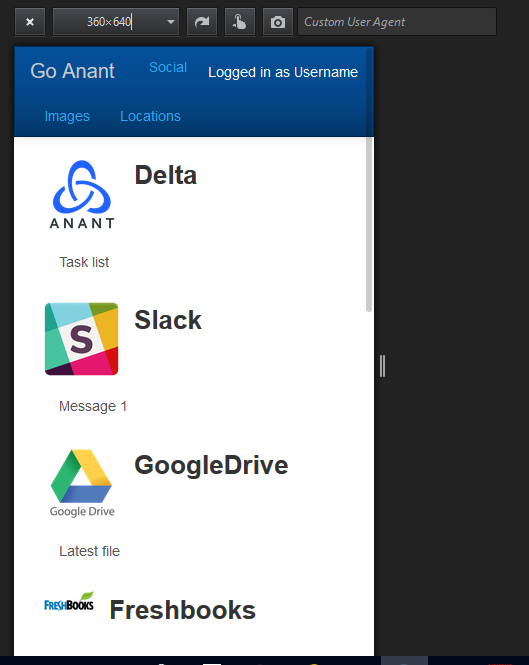 × 360×640 Custom User Agent
Go Anant Social Logged in as Username
Images Locations
Delta
ANANT
Task list
S
Slack
Message 1
GoogleDrive
Google Drive
Latest file
FRESHBOOKS
Freshbooks